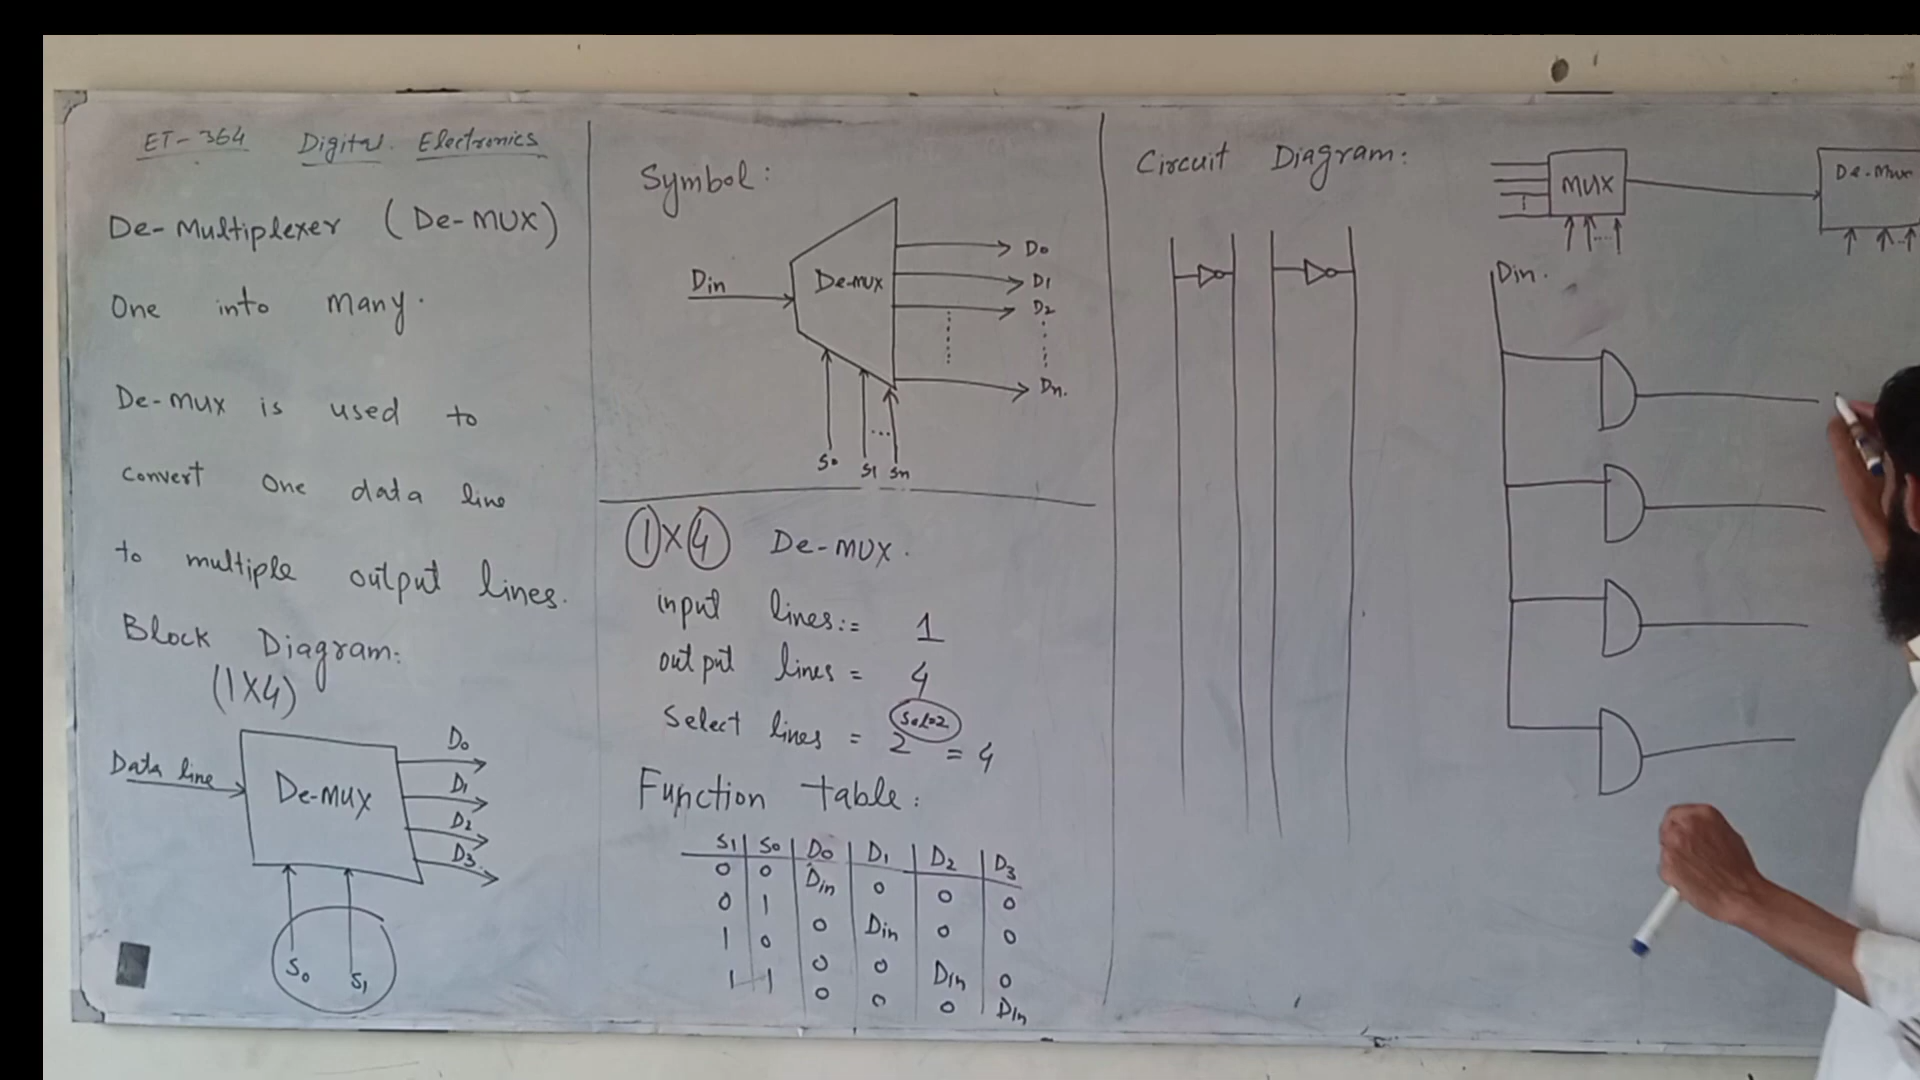 ET-364 Digital Electronics
De-Multiplexer (De-MUX)
One into many.
De-mux is used to
convert one data line
to multiple output lines.
Block Diagram:
(1X4)
Data line
De-MUX
D0
D1
D2
D3
S0 S1
Symbol:
Din
De-mux
D0
D1
D2
Dn.
S0 S1 Sn
1X4 De-MUX.
input lines:= 1
output lines = 4
Select lines = 2 Sel=2 = 4
Function table:
S1 S0 D0 D1 D2 D3
0 0 Din 0 0 0
0 1 0 Din 0 0
1 0 0 0 Din 0
1 1 0 0 0 Din
Circuit Diagram:
MUX
De-Mux
Din.